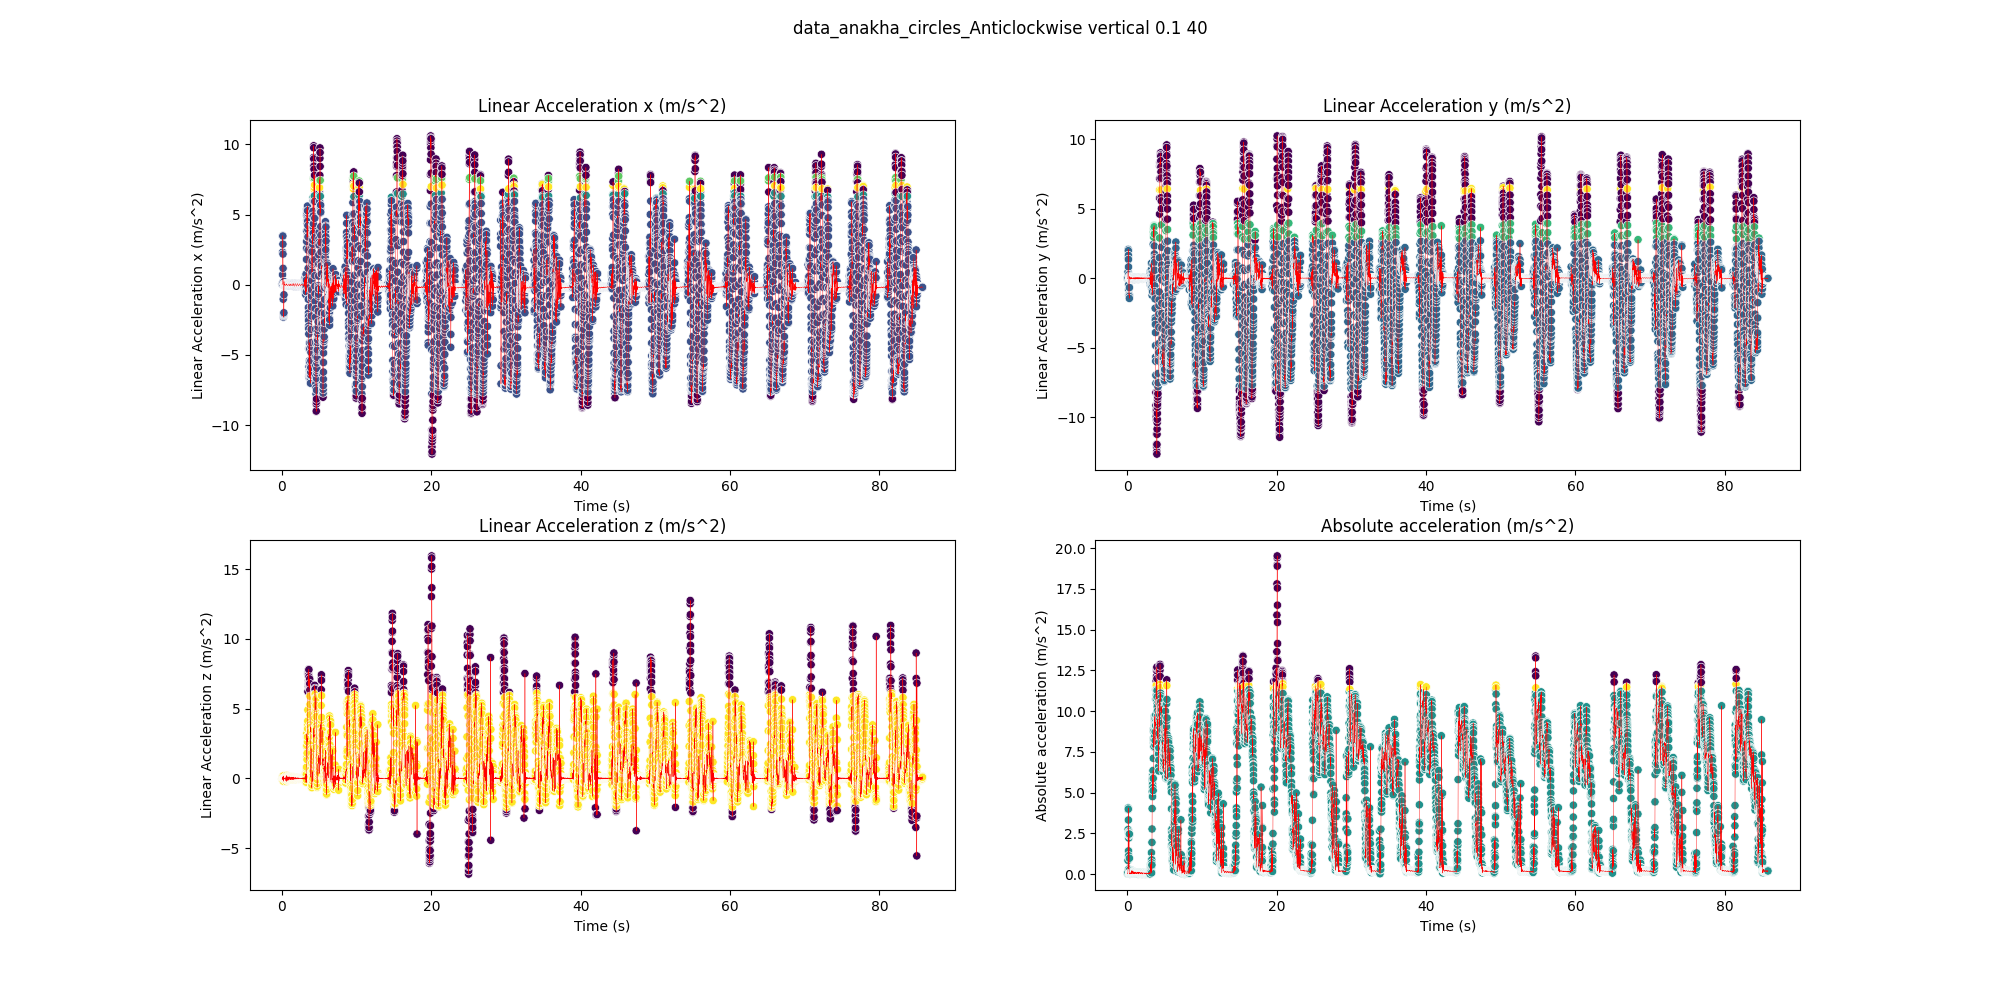 data_anakha_circles_Anticlockwise vertical 0.1 40
Linear Acceleration x (m/s^2)
Linear Acceleration x (m/s^2)
10
5
0
−5
−10
0 20 40 60 80
Time (s)
Linear Acceleration y (m/s^2)
Linear Acceleration y (m/s^2)
10
5
0
−5
−10
0 20 40 60 80
Time (s)
Linear Acceleration z (m/s^2)
Linear Acceleration z (m/s^2)
15
10
5
0
−5
0 20 40 60 80
Time (s)
Absolute acceleration (m/s^2)
Absolute acceleration (m/s^2)
20.0
17.5
15.0
12.5
10.0
7.5
5.0
2.5
0.0
0 20 40 60 80
Time (s)